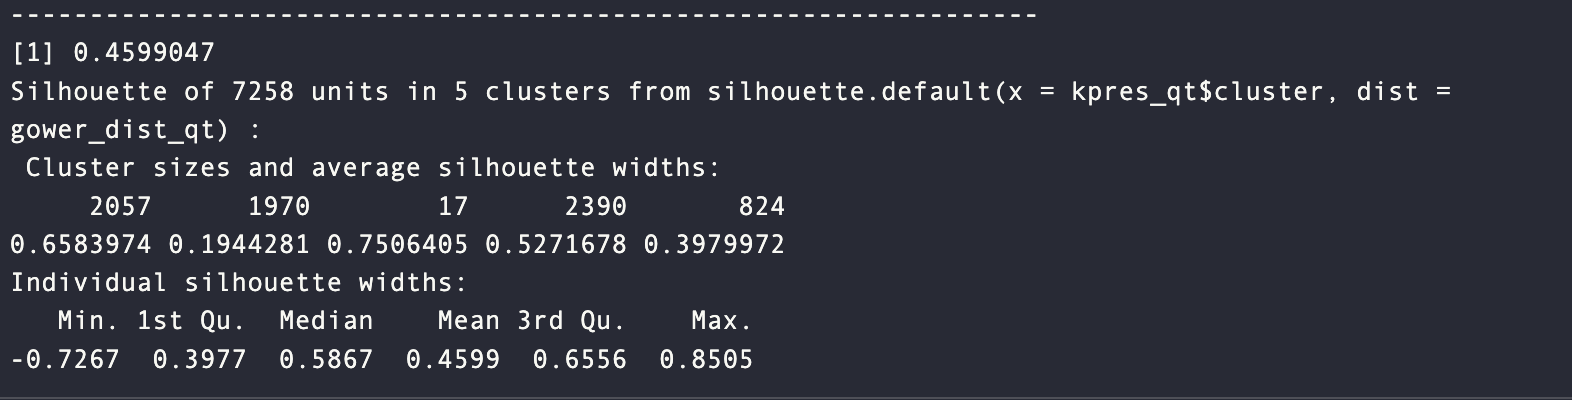 -----------------------------------------------------------------
[1] 0.4599047
Silhouette of 7258 units in 5 clusters from silhouette.default(x = kpres_qt$cluster, dist =
gower_dist_qt) :
 Cluster sizes and average silhouette widths:
     2057      1970        17      2390       824
0.6583974 0.1944281 0.7506405 0.5271678 0.3979972
Individual silhouette widths:
   Min. 1st Qu.  Median    Mean 3rd Qu.    Max.
-0.7267  0.3977  0.5867  0.4599  0.6556  0.8505